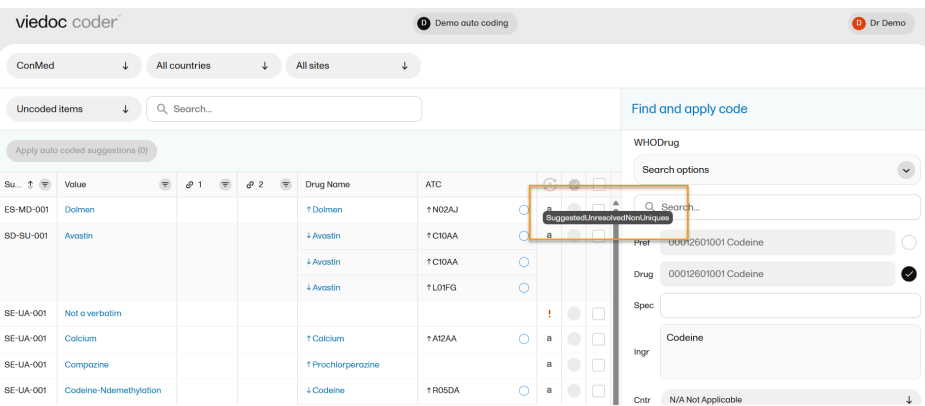 viedoc coder
D Demo auto coding
D Dr Demo
ConMed
All countries
All sites
Uncoded items
Search...
Find and apply code
Apply auto coded suggestions (0)
WHODrug
Search options
Su... Value 1 2 Drug Name ATC
ES-MD-001 Dolmen ↑Dolmen ↑N02AJ a
Search...
SuggestedUnresolvedNonUniques
SD-SU-001 Avastin ↑Avastin ↑C10AA a
Pref 00012601001 Codeine
↓Avastin ↑C10AA
Drug 00012601001 Codeine
↓Avastin ↑L01FG
Spec
SE-UA-001 Not a verbatim !
SE-UA-001 Calcium ↑Calcium ↑A12AA a
Codeine
Ingr
SE-UA-001 Compazine ↑Prochlorperazine a
SE-UA-001 Codeine-Ndemethylation ↓Codeine ↑R05DA a
Cntr N/A Not Applicable